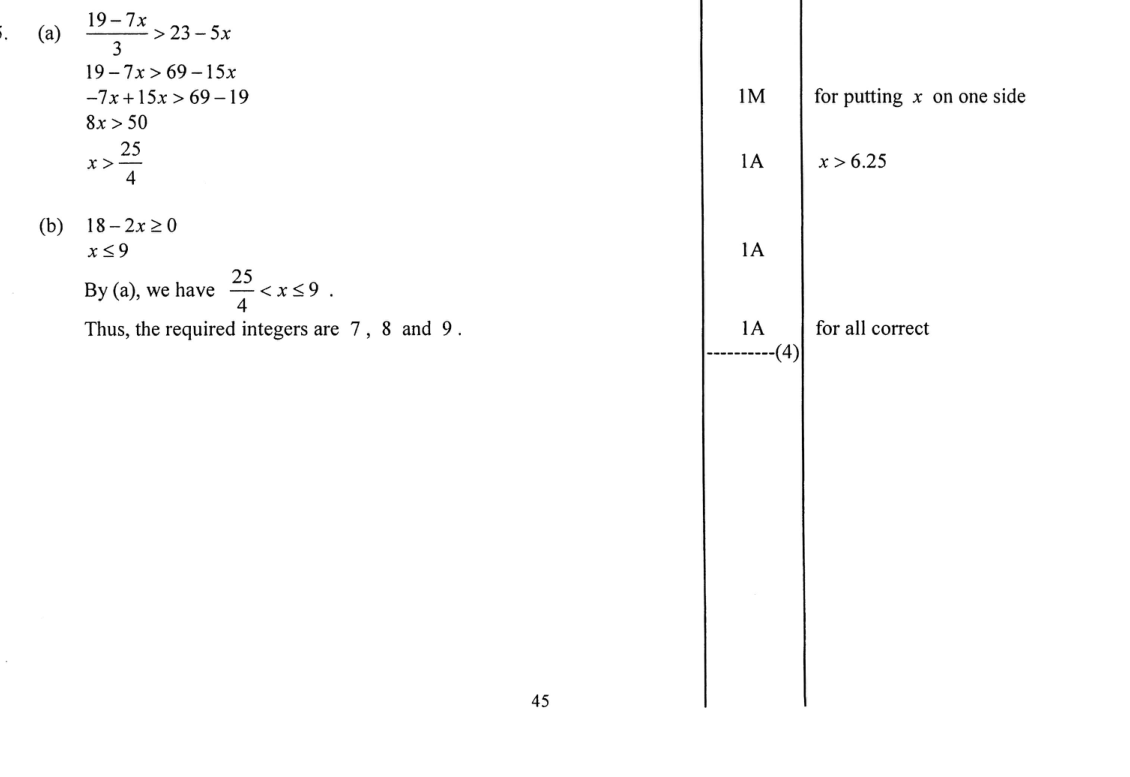 5. (a) (19 – 7x)/3 > 23 – 5x
19 – 7x > 69 – 15x
–7x + 15x > 69 – 19 1M for putting x on one side
8x > 50
x > 25/4 1A x > 6.25
(b) 18 – 2x ≥ 0
x ≤ 9 1A
By (a), we have 25/4 < x ≤ 9 .
Thus, the required integers are 7 , 8 and 9 . 1A for all correct
----------(4)
45